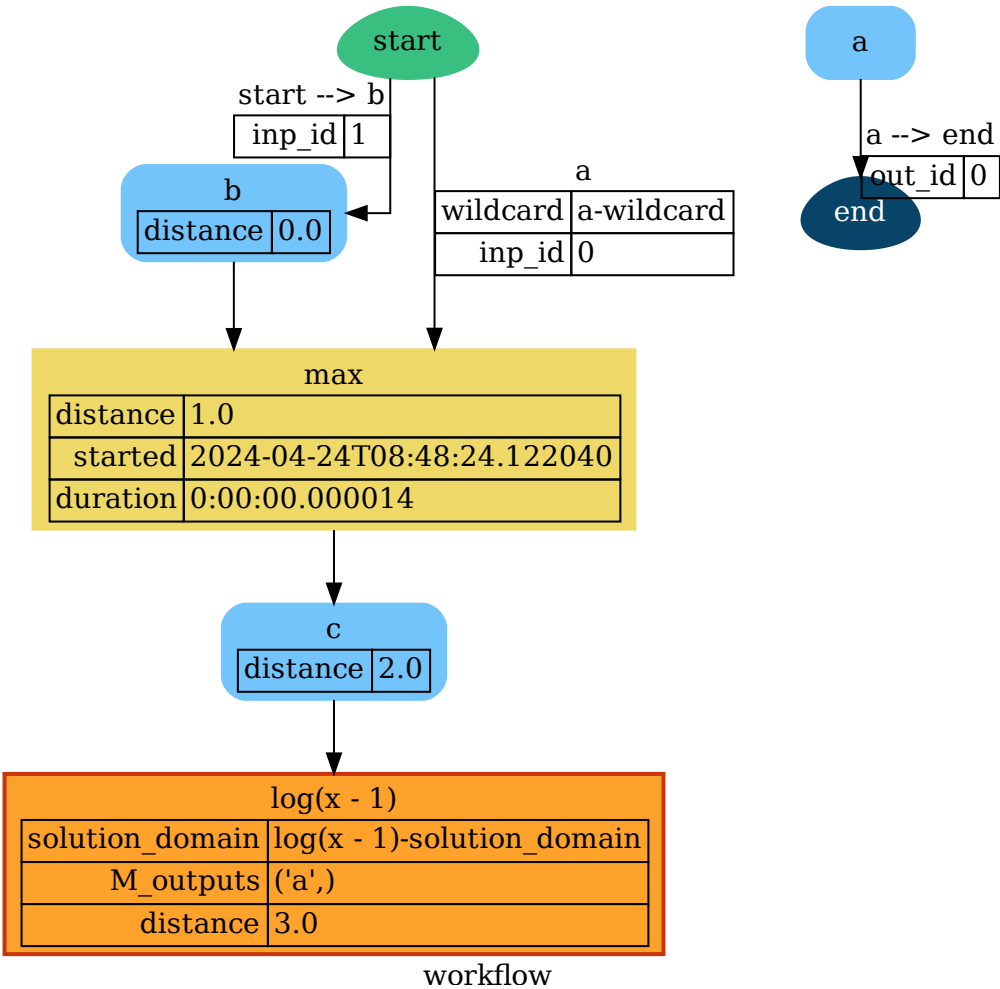 start
a
start --> b
inp_id 1
a --> end
out_id 0
end
a
wildcard a-wildcard
inp_id 0
b
distance 0.0
max
distance 1.0
started 2024-04-24T08:48:24.122040
duration 0:00:00.000014
c
distance 2.0
log(x - 1)
solution_domain log(x - 1)-solution_domain
M_outputs ('a',)
distance 3.0
workflow